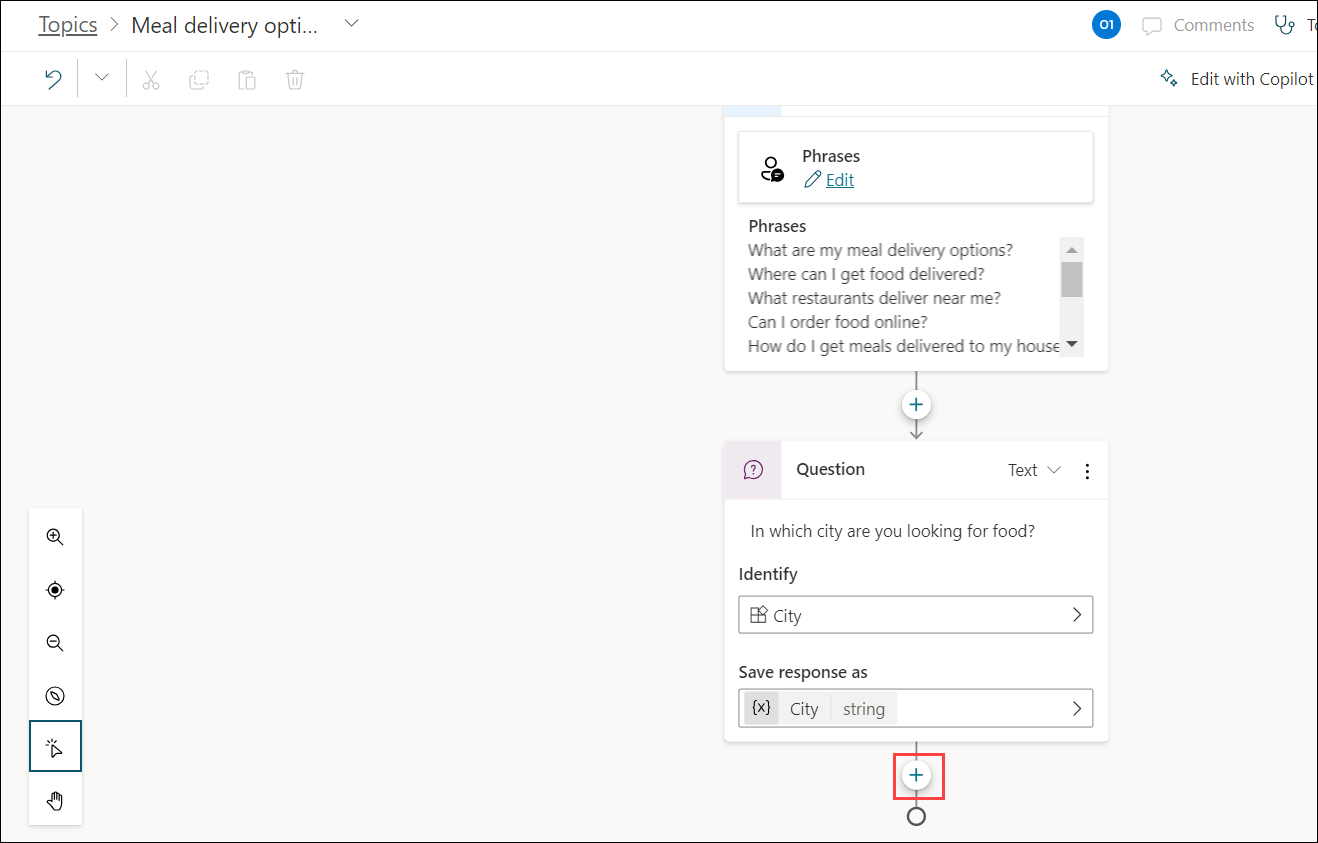 Topics > Meal delivery opti...
O1
Comments
To
Edit with Copilot
Phrases
Edit
Phrases
What are my meal delivery options?
Where can I get food delivered?
What restaurants deliver near me?
Can I order food online?
How do I get meals delivered to my house
Question
Text
In which city are you looking for food?
Identify
City
Save response as
{x} City string